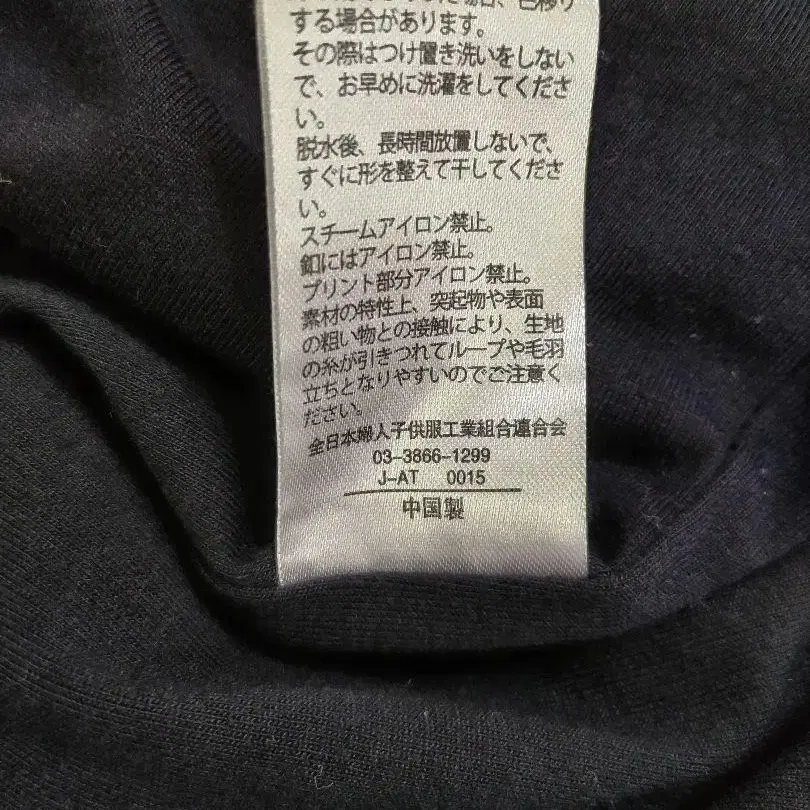 場合、色移り
する場合があります。
その際はつけ置き洗いをしない
で、お早めに洗濯をしてくださ
い。
脱水後、長時間放置しないで、
すぐに形を整えて干してくださ
い。
スチームアイロン禁止。
釦にはアイロン禁止。
プリント部分アイロン禁止。
素材の特性上、突起物や表面
の粗い物との接触により、生地
の糸が引きつれてループや毛羽
立ちとなりやすいのでご注意く
ださい。
全日本婦人子供服工業組合連合会
03-3866-1299
J-AT 0015
中国製